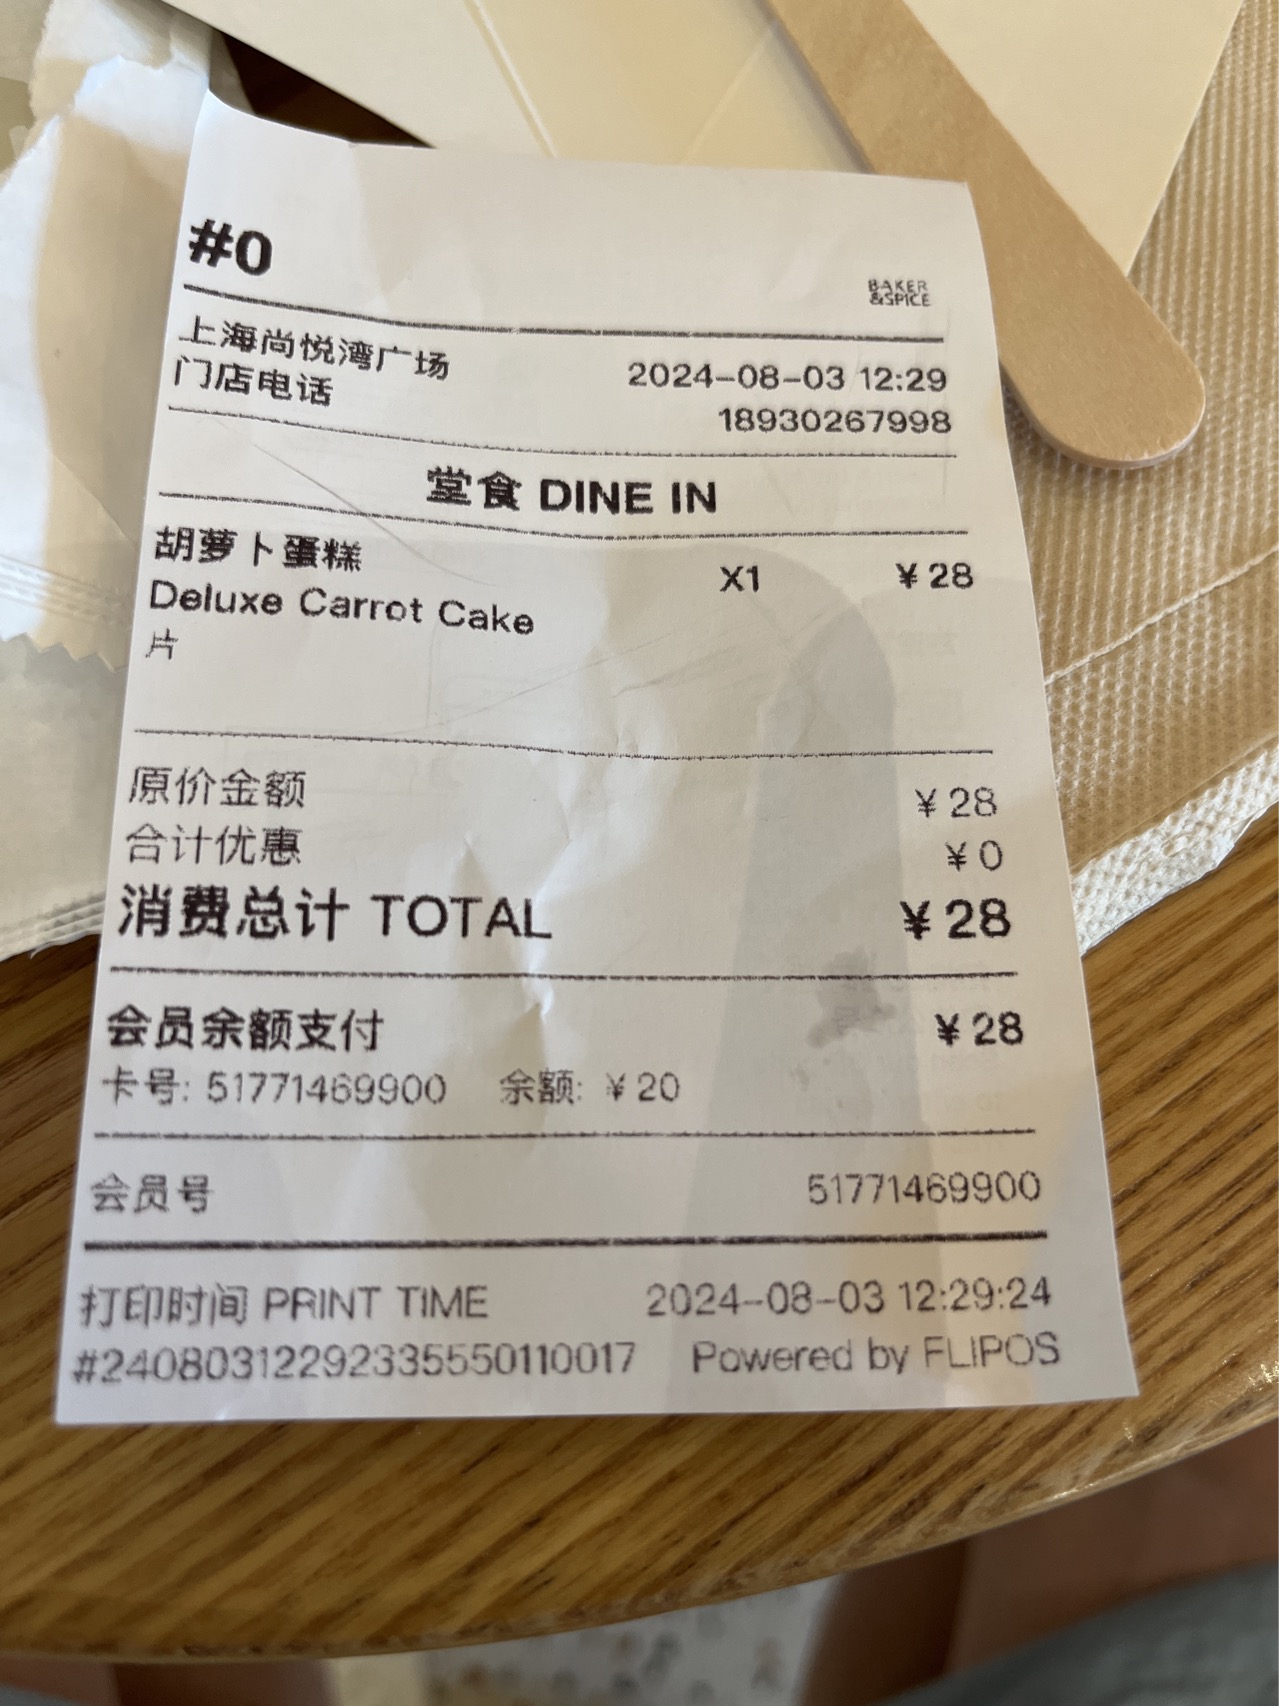 #0
BAKER
&SPICE
上海尚悦湾广场 2024-08-03 12:29
门店电话 18930267998
堂食 DINE IN
胡萝卜蛋糕 X1 ¥28
Deluxe Carrot Cake
片
原价金额 ¥28
合计优惠 ¥0
消费总计 TOTAL ¥28
会员余额支付 ¥28
卡号: 51771469900 余额: ¥20
会员号 51771469900
打印时间 PRINT TIME 2024-08-03 12:29:24
#240803122923355550110017 Powered by FLIPOS